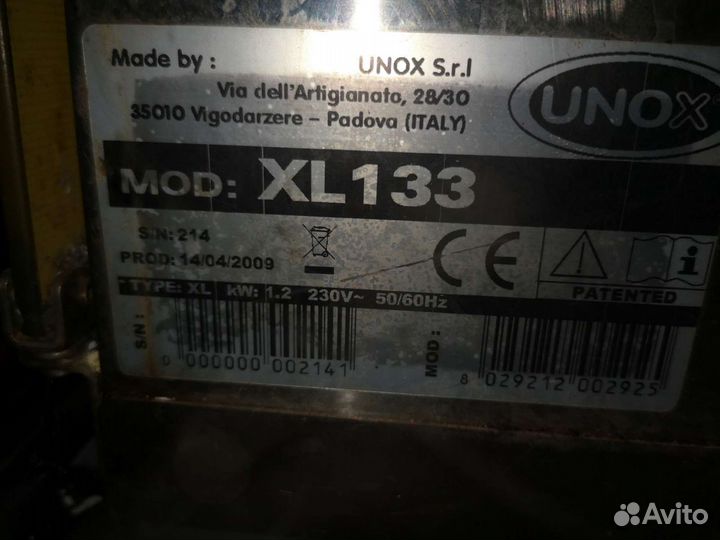 Made by : UNOX S.r.l
Via dell'Artigianato, 28/30
35010 Vigodarzere - Padova (ITALY)
UNOX
MOD: XL133
S.N: 214
PROD: 14/04/2009
CE
i
PATENTED
TYPE: XL kW: 1.2 230V~ 50/60Hz
S/N :
0 000000 002141
MOD :
8 029212 002925
Avito